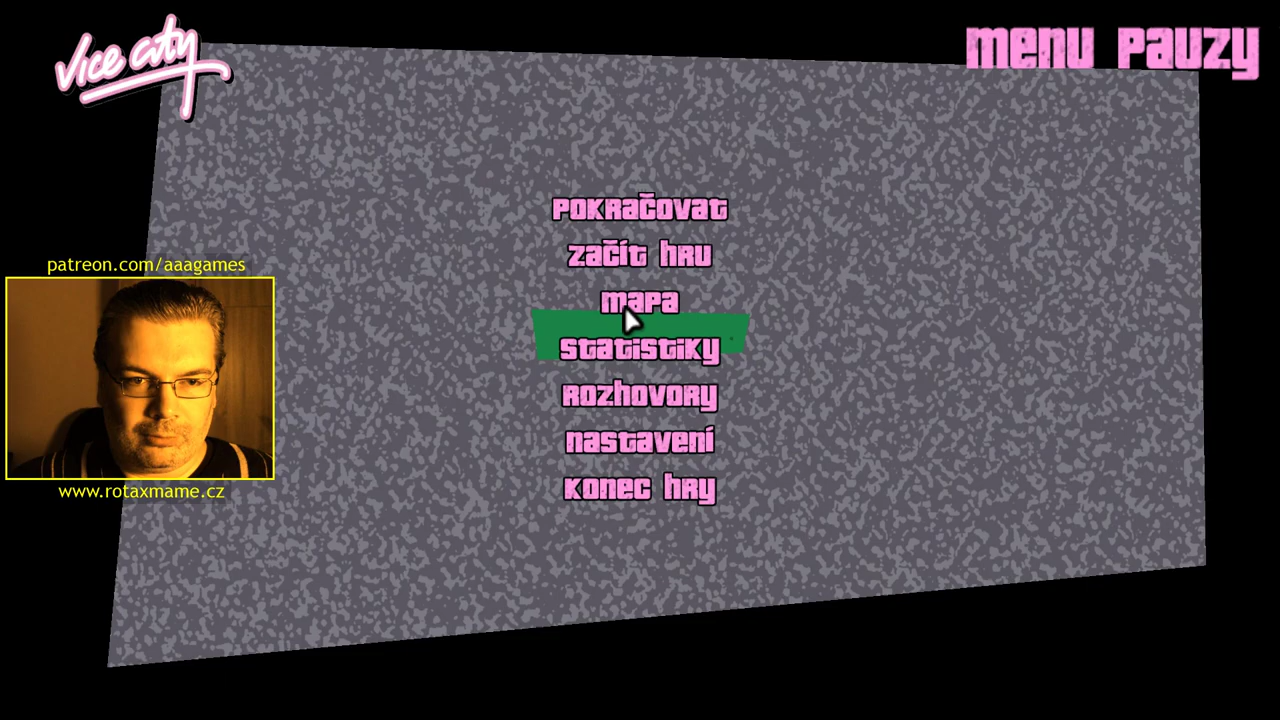 vice city
menu pauzy
pokračovat
začít hru
mapa
patreon.com/aaagames
statistiky
rozhovory
nastavení
konec hry
www.rotaxmame.cz